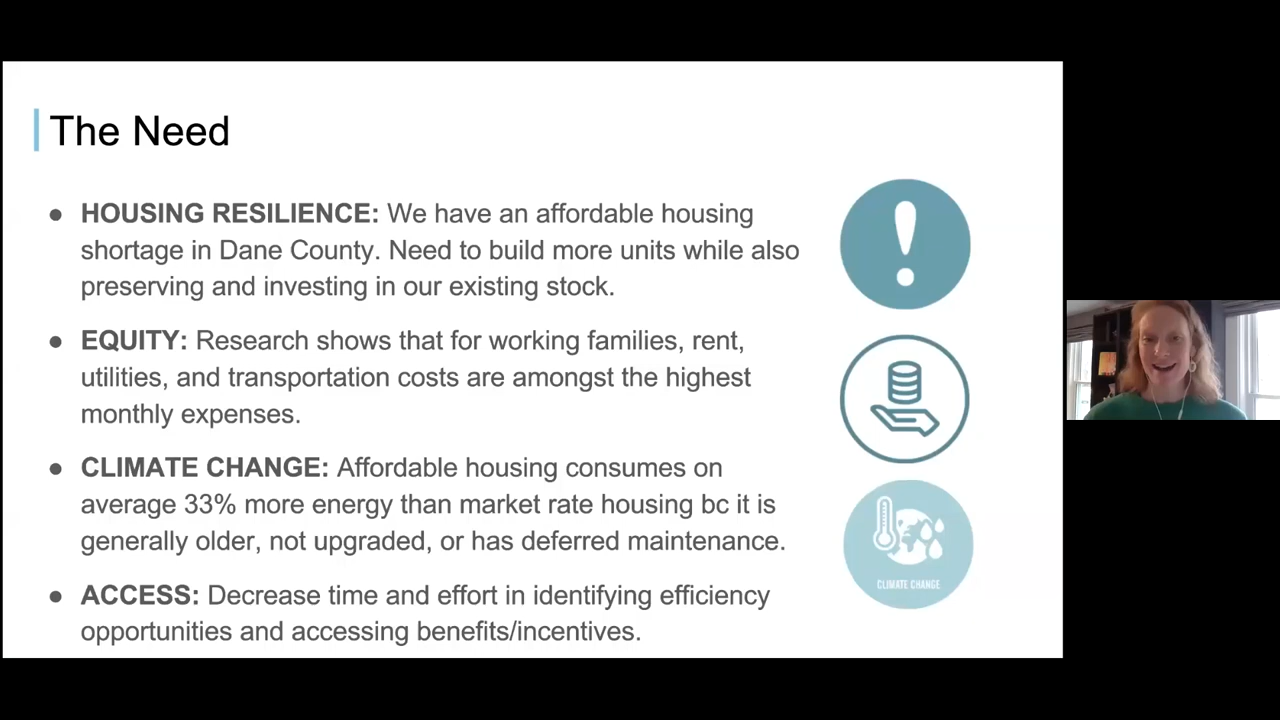 The Need
● HOUSING RESILIENCE: We have an affordable housing
shortage in Dane County. Need to build more units while also
preserving and investing in our existing stock.
● EQUITY: Research shows that for working families, rent,
utilities, and transportation costs are amongst the highest
monthly expenses.
● CLIMATE CHANGE: Affordable housing consumes on
average 33% more energy than market rate housing bc it is
generally older, not upgraded, or has deferred maintenance.
● ACCESS: Decrease time and effort in identifying efficiency
opportunities and accessing benefits/incentives.
CLIMATE CHANGE